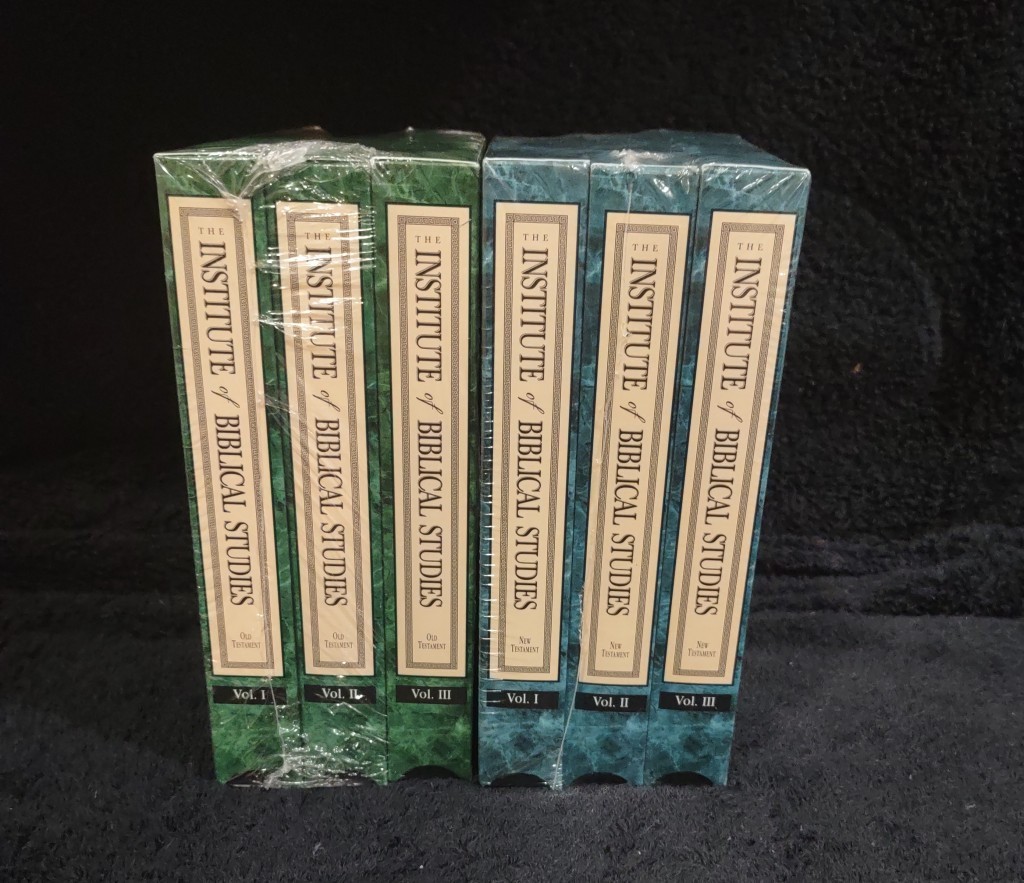 THE INSTITUTE of BIBLICAL STUDIES
OLD
TESTAMENT
Vol. I
THE INSTITUTE of BIBLICAL STUDIES
OLD
TESTAMENT
Vol. II
THE INSTITUTE of BIBLICAL STUDIES
OLD
TESTAMENT
Vol. III
THE INSTITUTE of BIBLICAL STUDIES
NEW
TESTAMENT
Vol. I
THE INSTITUTE of BIBLICAL STUDIES
NEW
TESTAMENT
Vol. II
THE INSTITUTE of BIBLICAL STUDIES
NEW
TESTAMENT
Vol. III